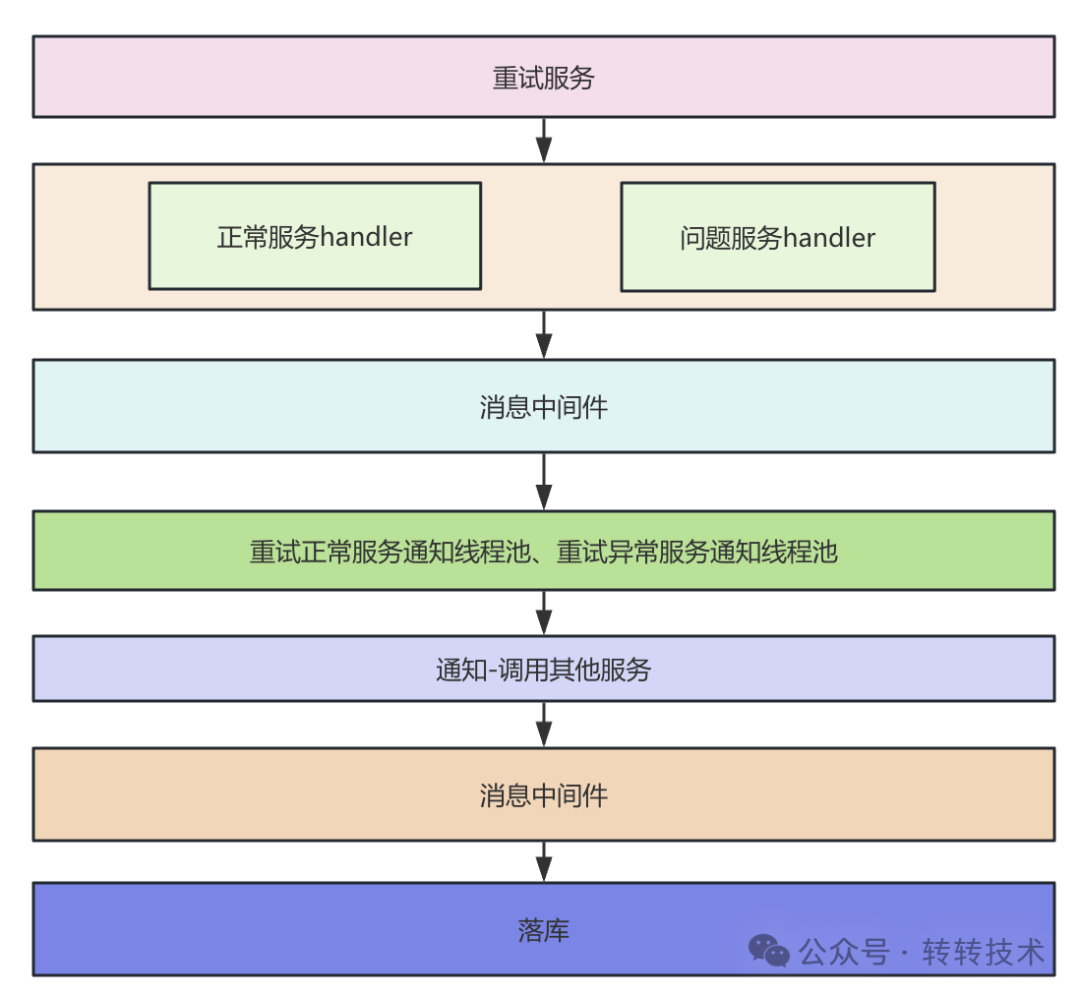 重试服务
正常服务handler
问题服务handler
消息中间件
重试正常服务通知线程池、重试异常服务通知线程池
通知-调用其他服务
消息中间件
落库
公众号 · 转转技术